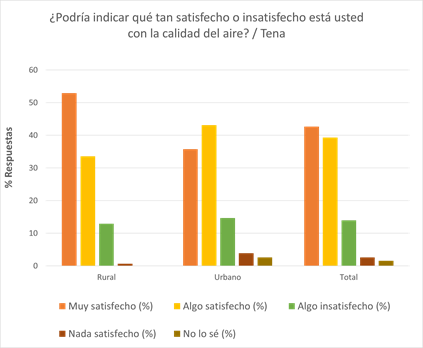 ¿Podría indicar qué tan satisfecho o insatisfecho está usted
con la calidad del aire? / Tena
% Respuestas
60
50
40
30
20
10
0
Rural Urbano Total
Muy satisfecho (%) Algo satisfecho (%) Algo insatisfecho (%)
Nada satisfecho (%) No lo sé (%)